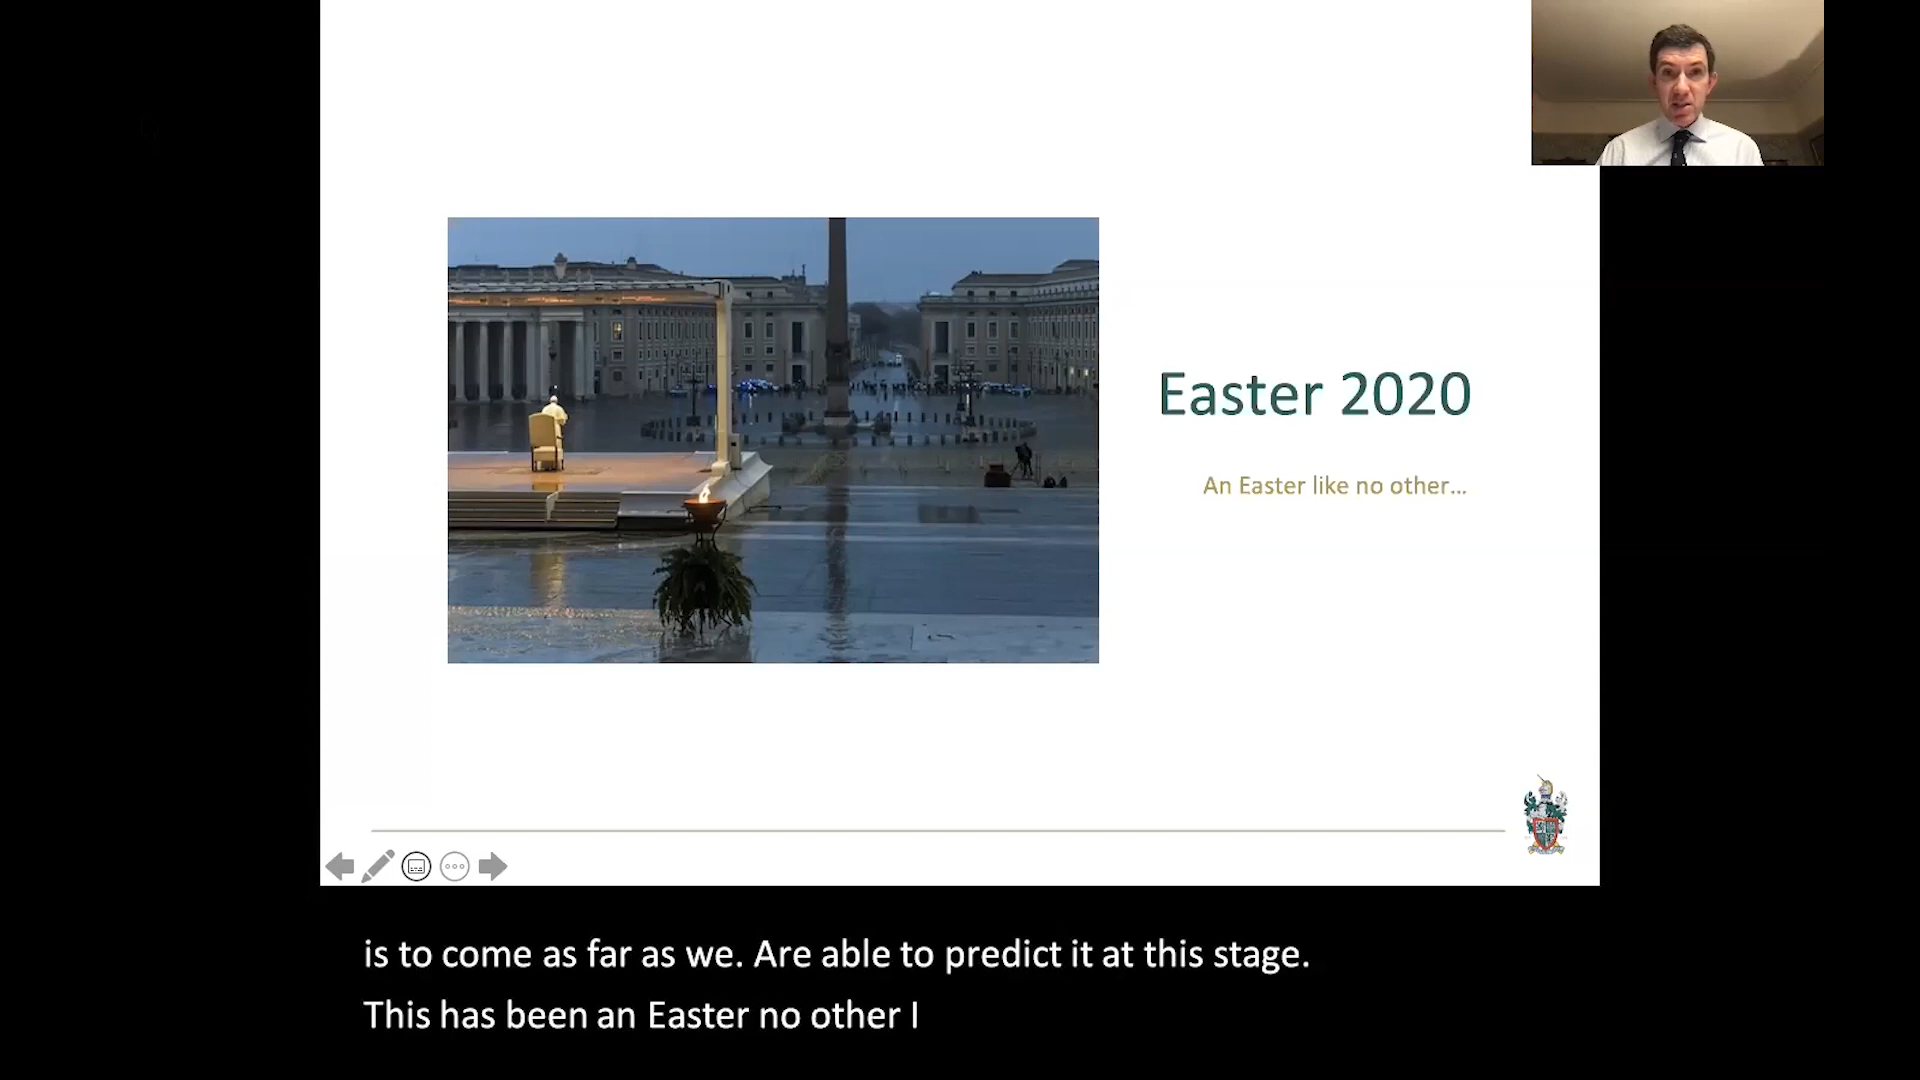 Easter 2020
An Easter like no other...
is to come as far as we. Are able to predict it at this stage.
This has been an Easter no other I